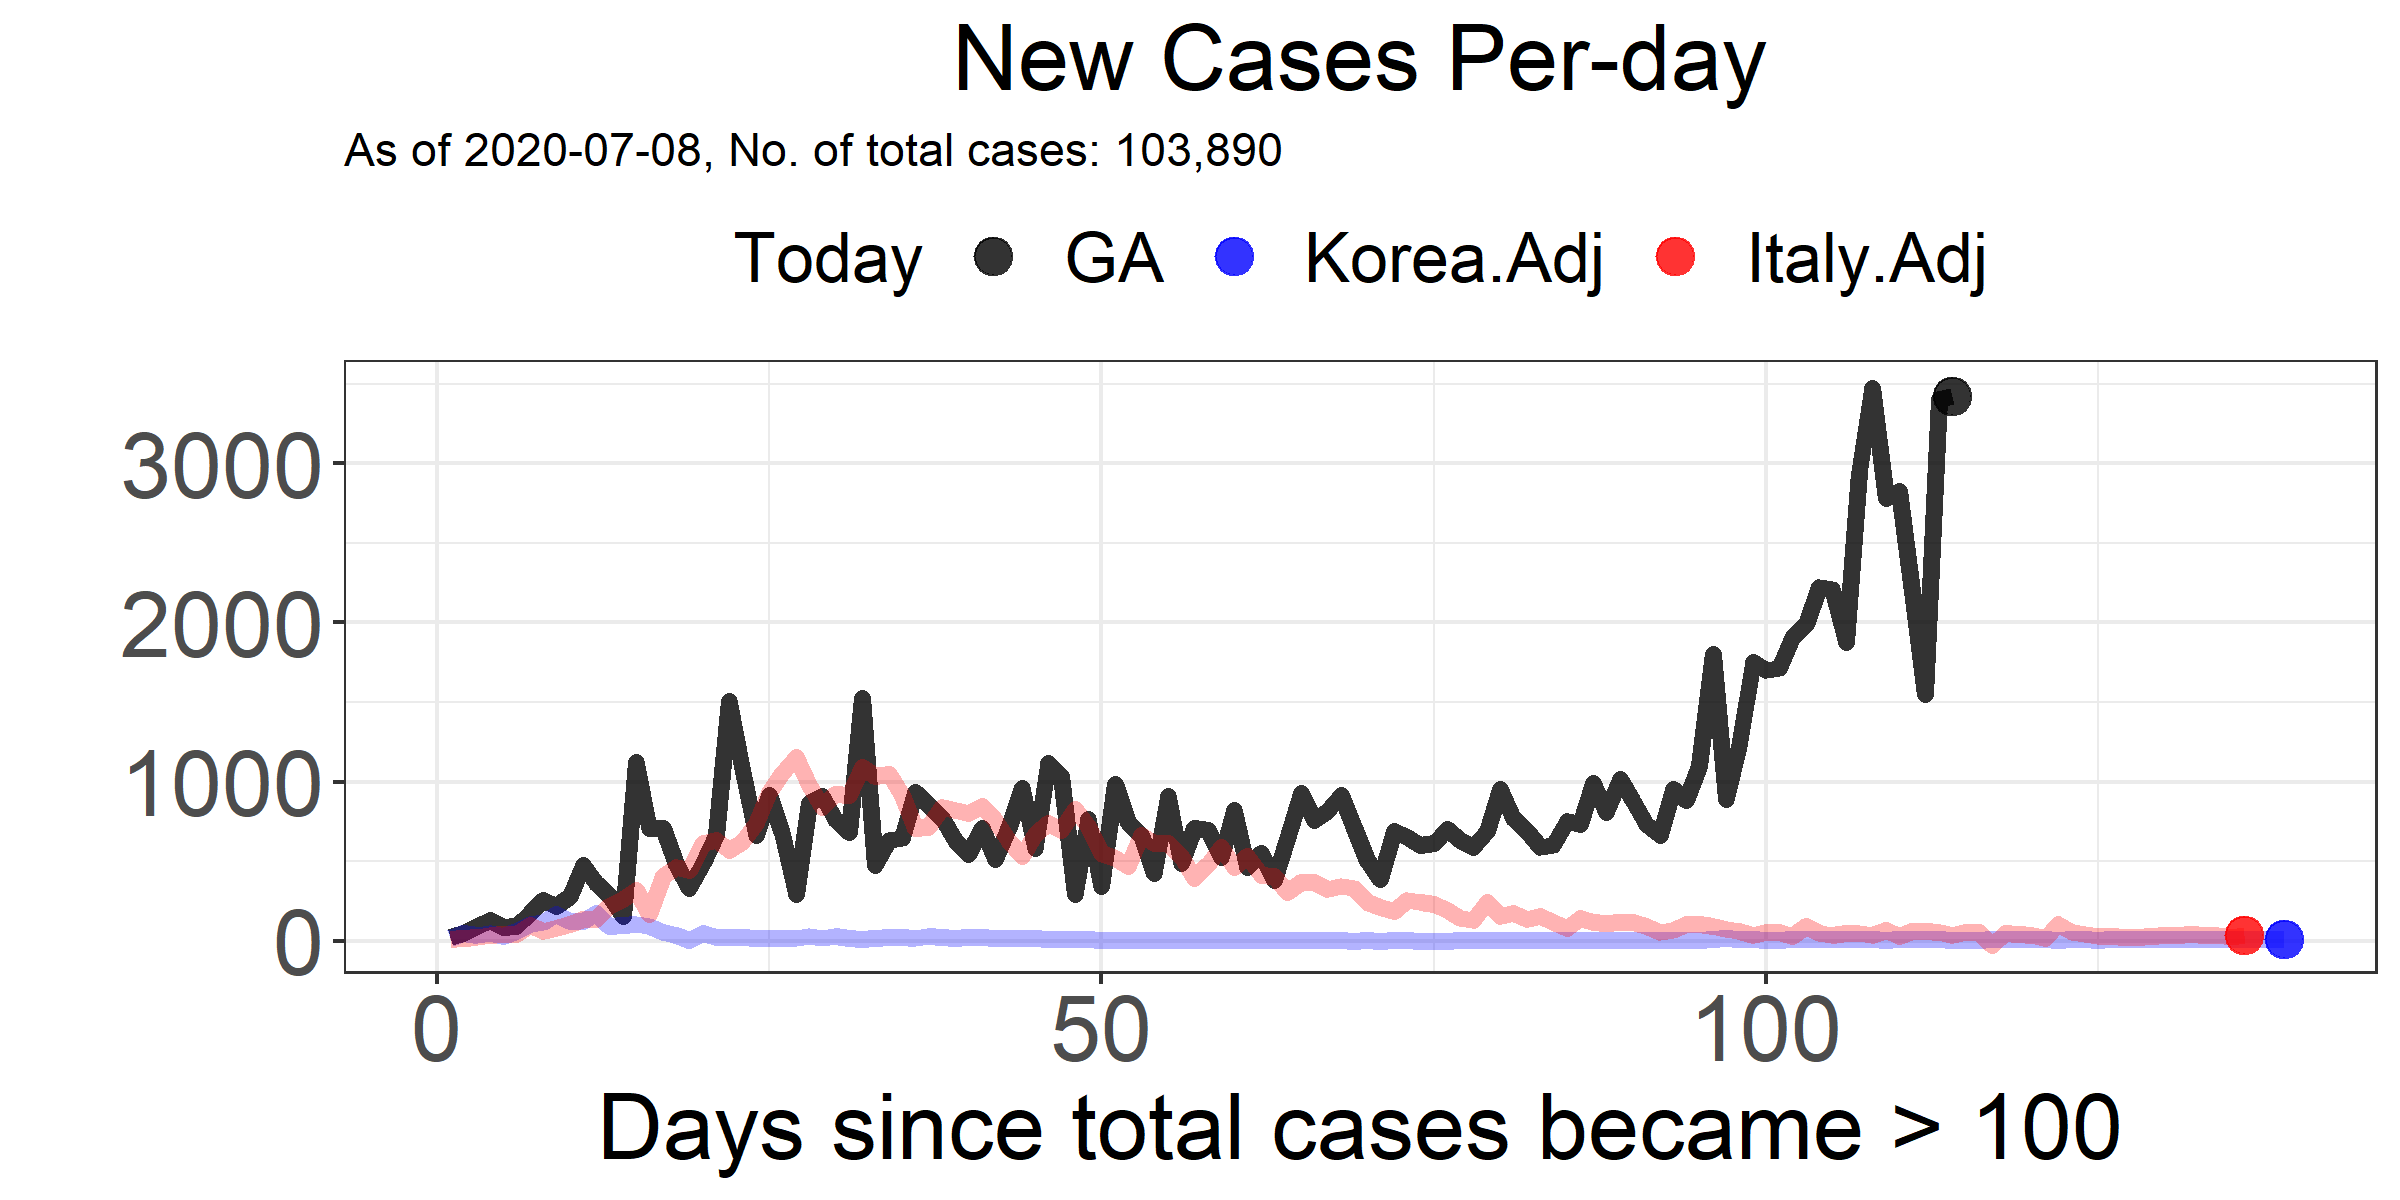 New Cases Per-day
As of 2020-07-08, No. of total cases: 103,890
Today GA Korea.Adj Italy.Adj
3000
2000
1000
0
0 50 100
Days since total cases became > 100